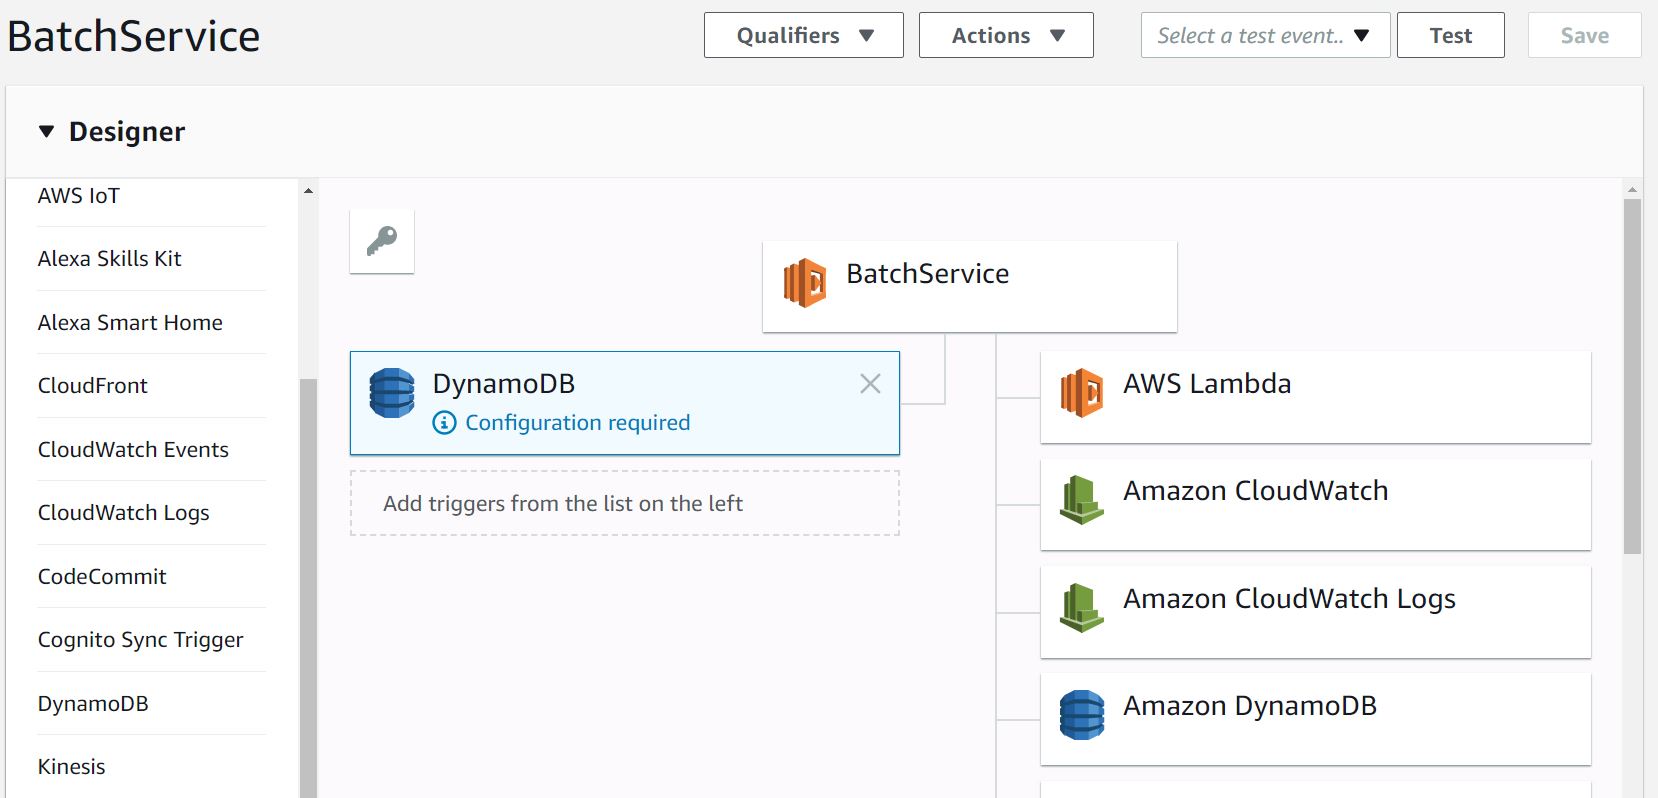 BatchService
Qualifiers
Actions
Select a test event..
Test
Save
Designer
AWS IoT
Alexa Skills Kit
Alexa Smart Home
CloudFront
CloudWatch Events
CloudWatch Logs
CodeCommit
Cognito Sync Trigger
DynamoDB
Kinesis
BatchService
DynamoDB
Configuration required
Add triggers from the list on the left
AWS Lambda
Amazon CloudWatch
Amazon CloudWatch Logs
Amazon DynamoDB